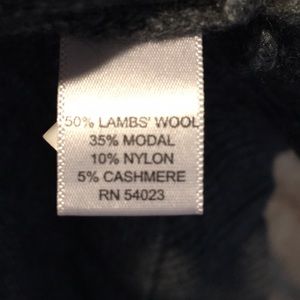 50% LAMBS' WOOL
35% MODAL
10% NYLON
5% CASHMERE
RN 54023